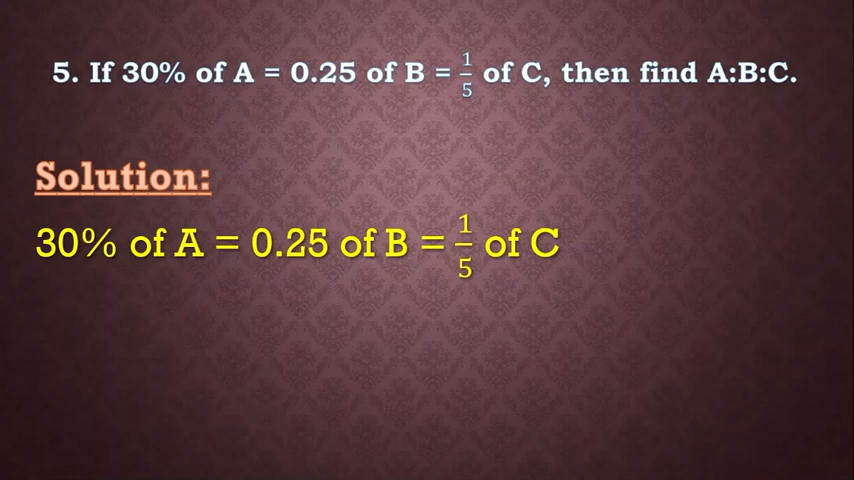 5. If 30% of A = 0.25 of B = 1/5 of C, then find A:B:C.
Solution:
30% of A = 0.25 of B = 1/5 of C